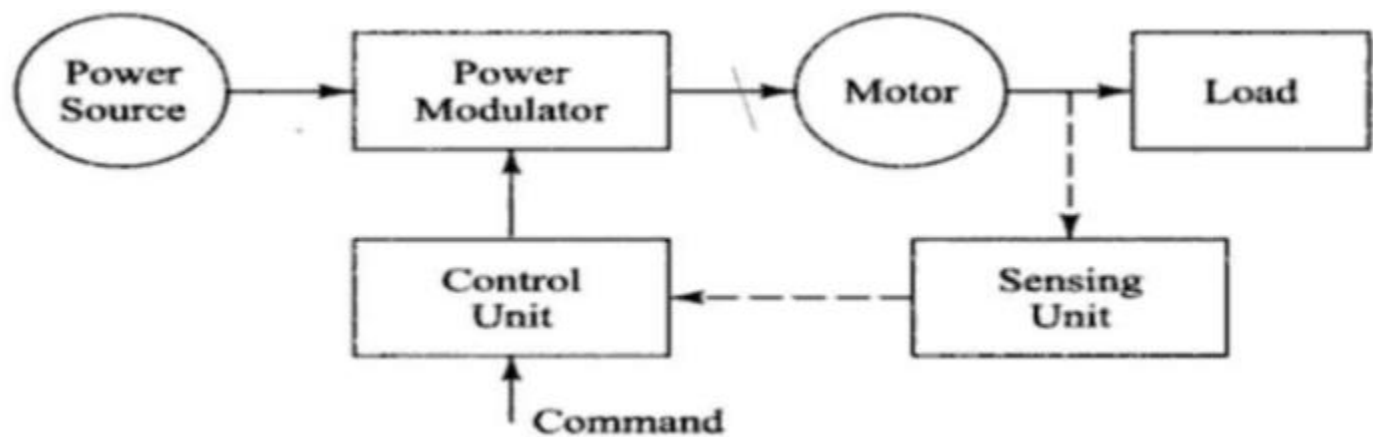 Power
Source
Power
Modulator
Motor
Load
Control
Unit
Sensing
Unit
Command